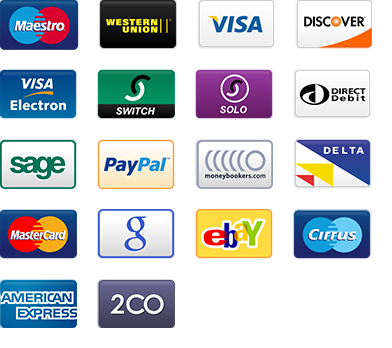 Maestro
WESTERN
UNION
VISA
DISCOVER
VISA
Electron
SWITCH
SOLO
DIRECT
Debit
sage
PayPal
moneybookers.com
DELTA
MasterCard
g
ebaY
Cirrus
AMERICAN
EXPRESS
2CO